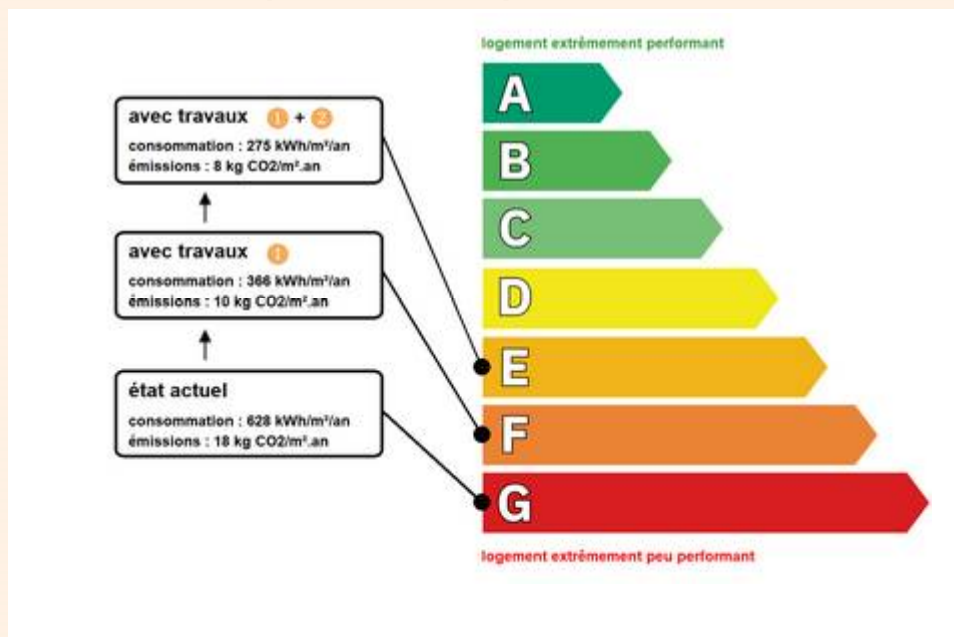 logement extrêmement performant
avec travaux 1 + 2
consommation : 275 kWh/m²/an
émissions : 8 kg CO2/m².an
avec travaux 1
consommation : 366 kWh/m²/an
émissions : 10 kg CO2/m².an
état actuel
consommation : 628 kWh/m²/an
émissions : 18 kg CO2/m².an
A
B
C
D
E
F
G
logement extrêmement peu performant